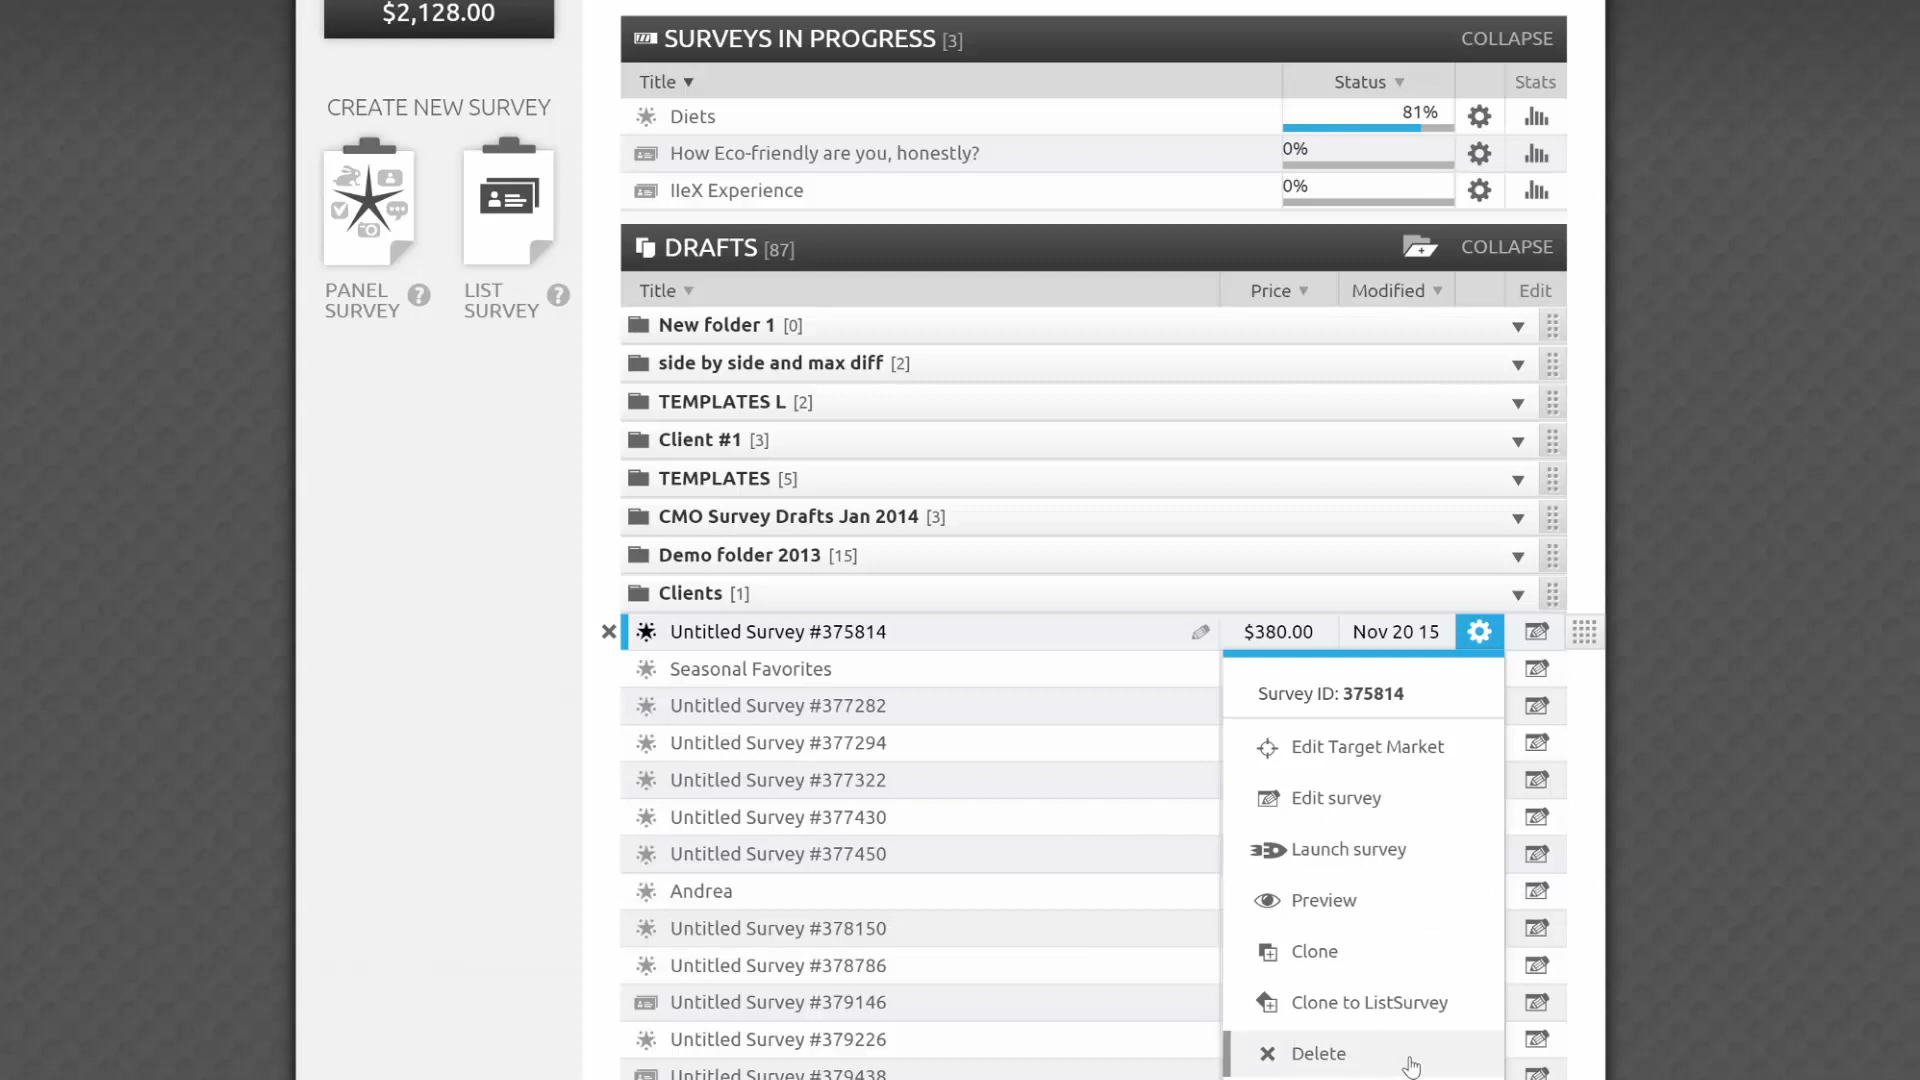 $2,128.00
CREATE NEW SURVEY
PANEL SURVEY ?
LIST SURVEY ?
SURVEYS IN PROGRESS [3] COLLAPSE
Title ▼ Status ▼ Stats
Diets 81%
How Eco-friendly are you, honestly? 0%
IIeX Experience 0%
DRAFTS [87] COLLAPSE
Title ▼ Price ▼ Modified ▼ Edit
New folder 1 [0]
side by side and max diff [2]
TEMPLATES L [2]
Client #1 [3]
TEMPLATES [5]
CMO Survey Drafts Jan 2014 [3]
Demo folder 2013 [15]
Clients [1]
Untitled Survey #375814 $380.00 Nov 20 15
Seasonal Favorites
Untitled Survey #377282
Untitled Survey #377294
Untitled Survey #377322
Untitled Survey #377430
Untitled Survey #377450
Andrea
Untitled Survey #378150
Untitled Survey #378786
Untitled Survey #379146
Untitled Survey #379226
Untitled Survey #379438
Survey ID: 375814
Edit Target Market
Edit survey
Launch survey
Preview
Clone
Clone to ListSurvey
Delete